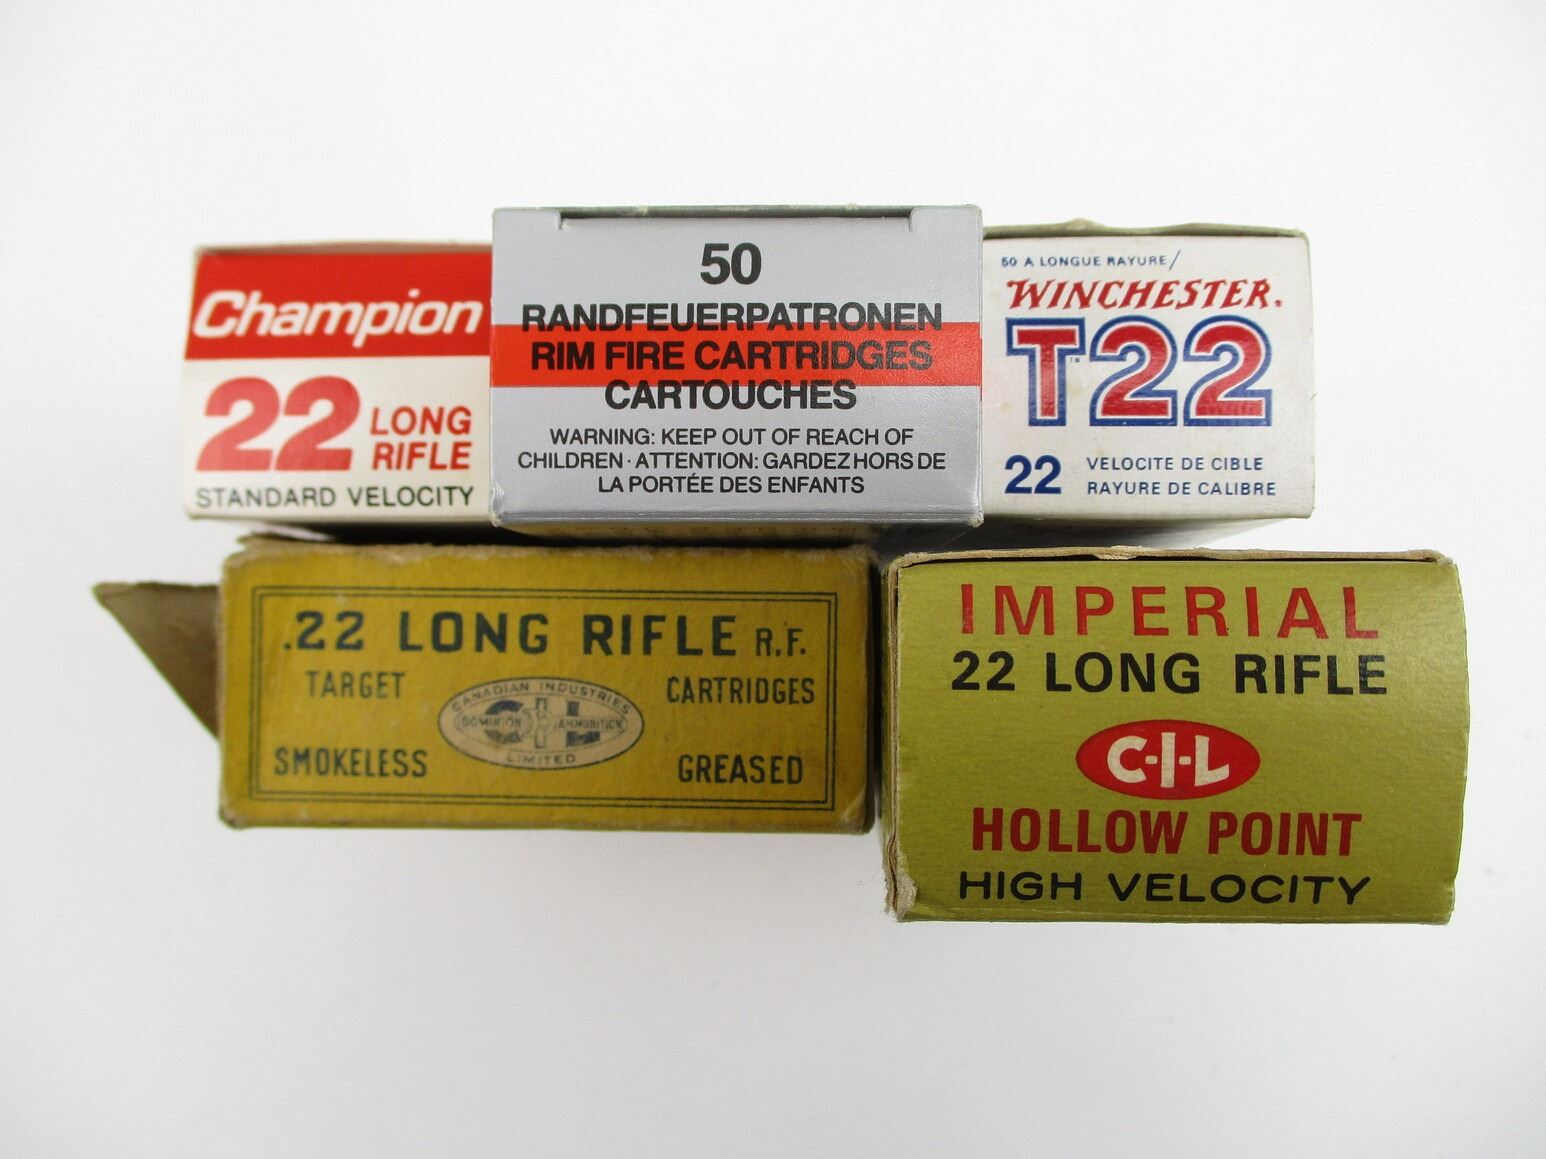 Champion
22 LONG
RIFLE
STANDARD VELOCITY
50
RANDFEUERPATRONEN
RIM FIRE CARTRIDGES
CARTOUCHES
WARNING: KEEP OUT OF REACH OF
CHILDREN · ATTENTION: GARDEZ HORS DE
LA PORTÉE DES ENFANTS
50 A LONGUE RAYURE/
WINCHESTER®
T22™
22 VELOCITE DE CIBLE
RAYURE DE CALIBRE
.22 LONG RIFLE R.F.
TARGET CARTRIDGES
CANADIAN INDUSTRIES
DOMINION CIL AMMUNITION
LIMITED
SMOKELESS GREASED
IMPERIAL
22 LONG RIFLE
C-I-L
HOLLOW POINT
HIGH VELOCITY